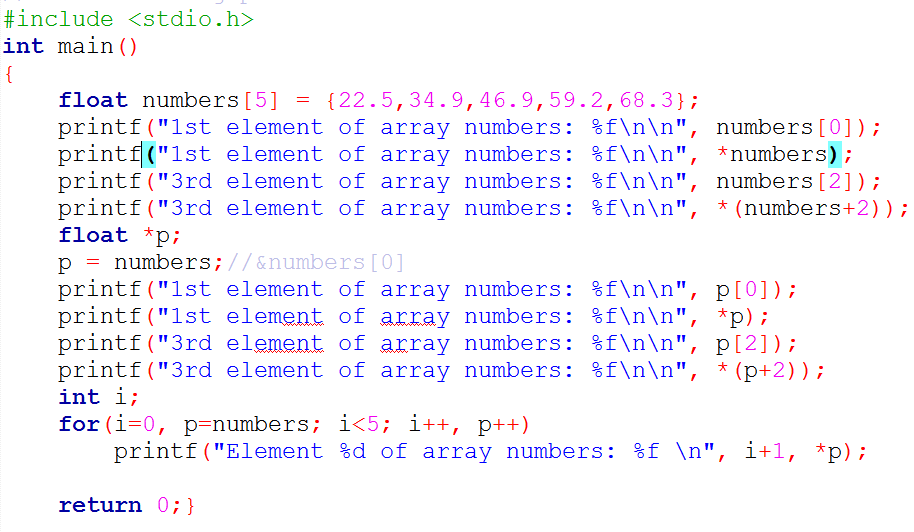 #include <stdio.h>
int main()
{
    float numbers[5] = {22.5,34.9,46.9,59.2,68.3};
    printf("1st element of array numbers: %f\n\n", numbers[0]);
    printf("1st element of array numbers: %f\n\n", *numbers);
    printf("3rd element of array numbers: %f\n\n", numbers[2]);
    printf("3rd element of array numbers: %f\n\n", *(numbers+2));
    float *p;
    p = numbers;//&numbers[0]
    printf("1st element of array numbers: %f\n\n", p[0]);
    printf("1st element of array numbers: %f\n\n", *p);
    printf("3rd element of array numbers: %f\n\n", p[2]);
    printf("3rd element of array numbers: %f\n\n", *(p+2));
    int i;
    for(i=0, p=numbers; i<5; i++, p++)
        printf("Element %d of array numbers: %f \n", i+1, *p);
    return 0;}